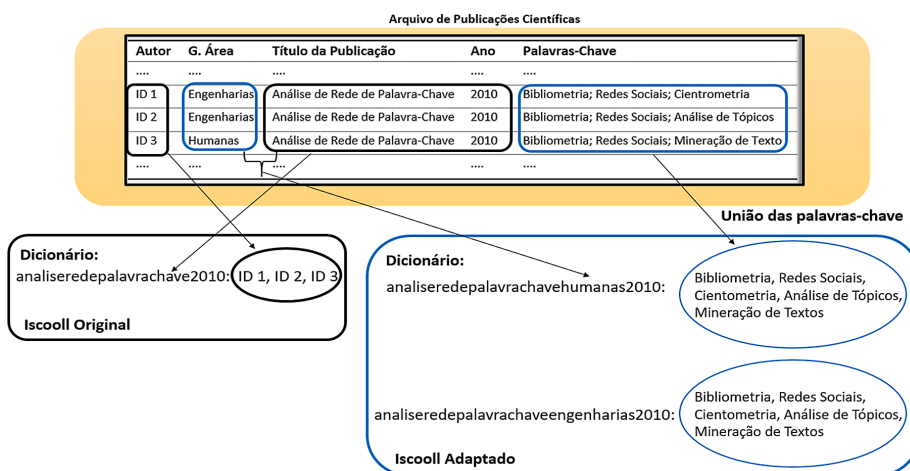 Arquivo de Publicações Científicas
Autor G. Área Título da Publicação Ano Palavras-Chave
.... .... .... .... ....
ID 1 Engenharias Análise de Rede de Palavra-Chave 2010 Bibliometria; Redes Sociais; Cientrometria
ID 2 Engenharias Análise de Rede de Palavra-Chave 2010 Bibliometria; Redes Sociais; Análise de Tópicos
ID 3 Humanas Análise de Rede de Palavra-Chave 2010 Bibliometria; Redes Sociais; Mineração de Texto
.... .... .... .... ....
União das palavras-chave
Dicionário:
analiseredepalavrachave2010: ID 1, ID 2, ID 3
Iscooll Original
Dicionário:
analiseredepalavrachavehumanas2010:
Bibliometria, Redes Sociais,
Cientometria, Análise de Tópicos,
Mineração de Textos
analiseredepalavrachaveengenharias2010:
Bibliometria, Redes Sociais,
Cientometria, Análise de Tópicos,
Mineração de Textos
Iscooll Adaptado